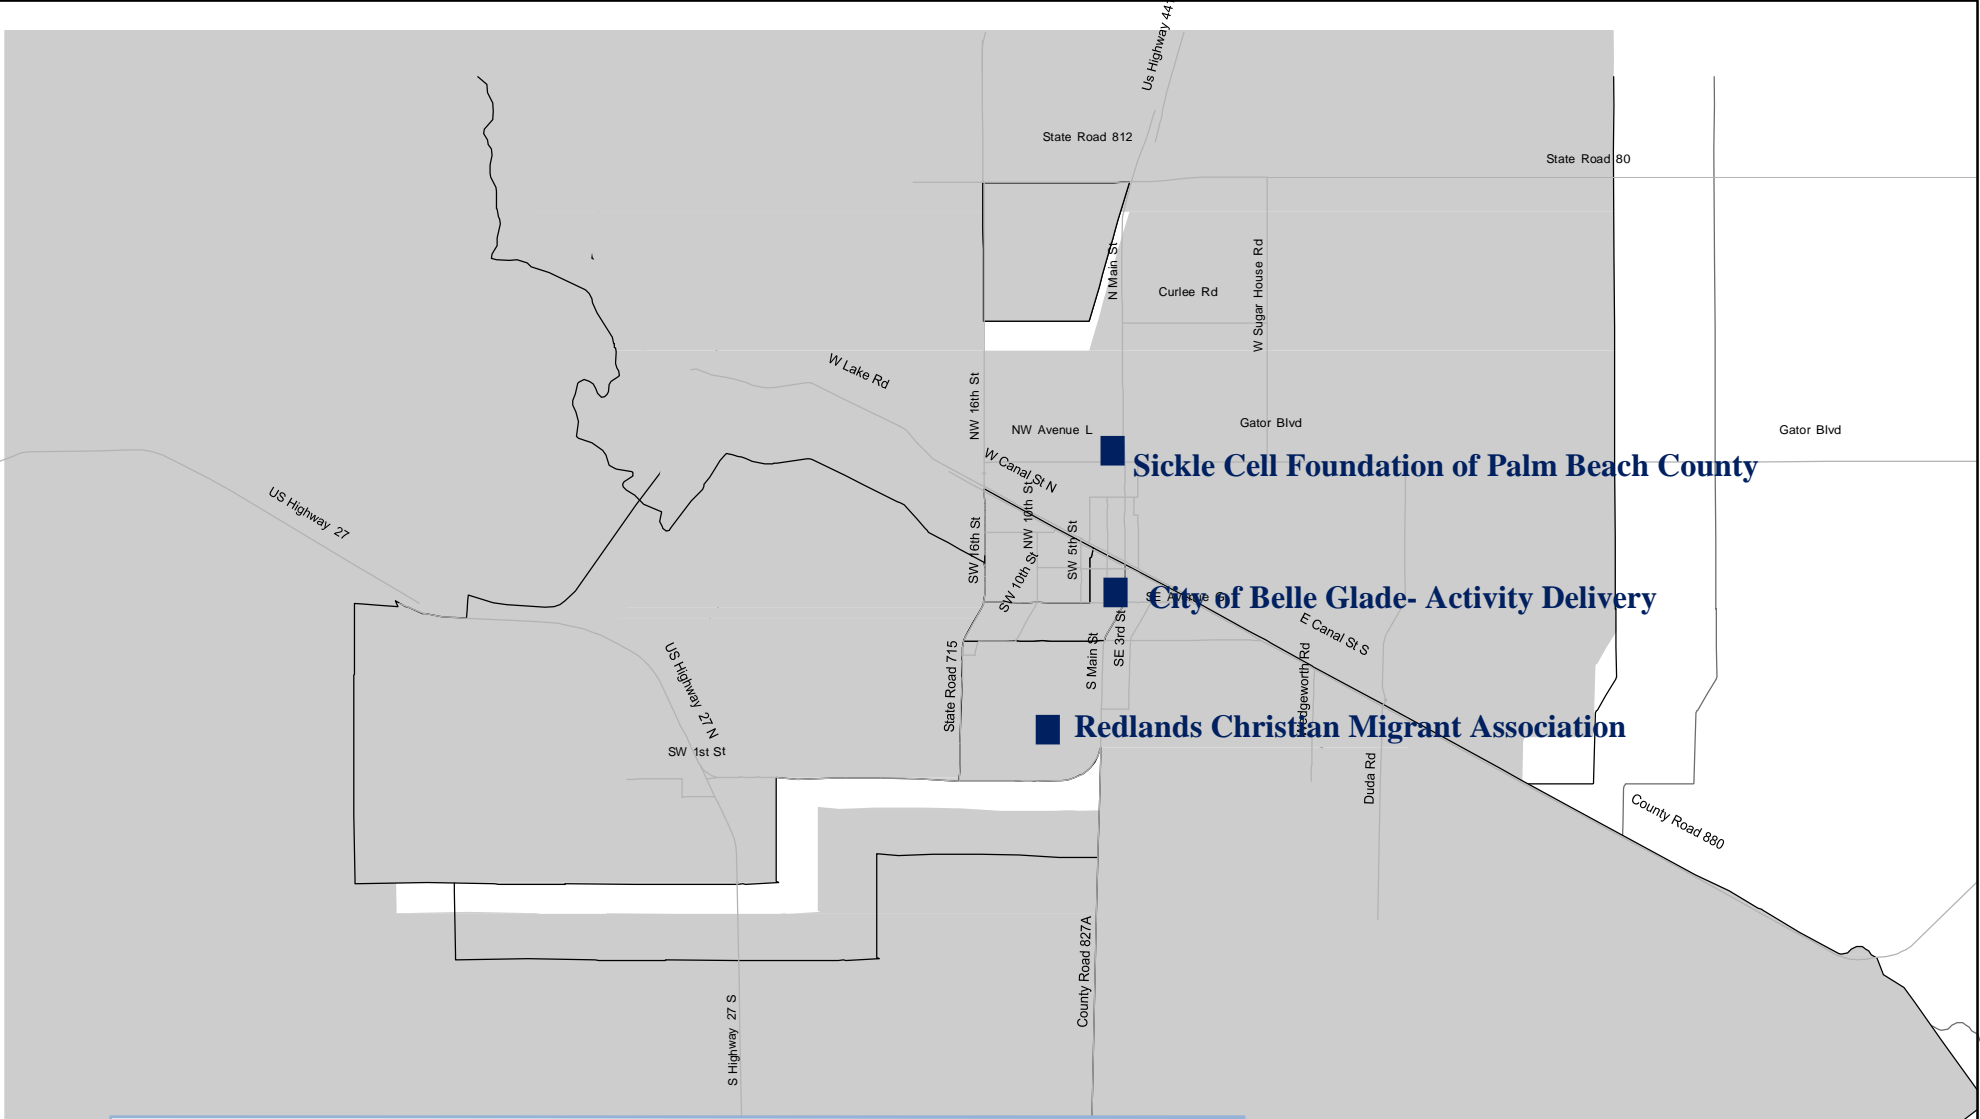 Us Highway 441
State Road 812
State Road 80
N Main St
W Sugar House Rd
Curlee Rd
W Lake Rd
NW 16th St
NW Avenue L
Gator Blvd
Gator Blvd
Sickle Cell Foundation of Palm Beach County
W Canal St N
US Highway 27
NW 10th St
SW 16th St
SW 5th St
SW 10th St
SE Avenue G
City of Belle Glade- Activity Delivery
E Canal St S
SE 3rd St
S Main St
State Road 715
US Highway 27 N
Hedgeworth Rd
Redlands Christian Migrant Association
SW 1st St
Duda Rd
County Road 880
County Road 827A
S Highway 27 S